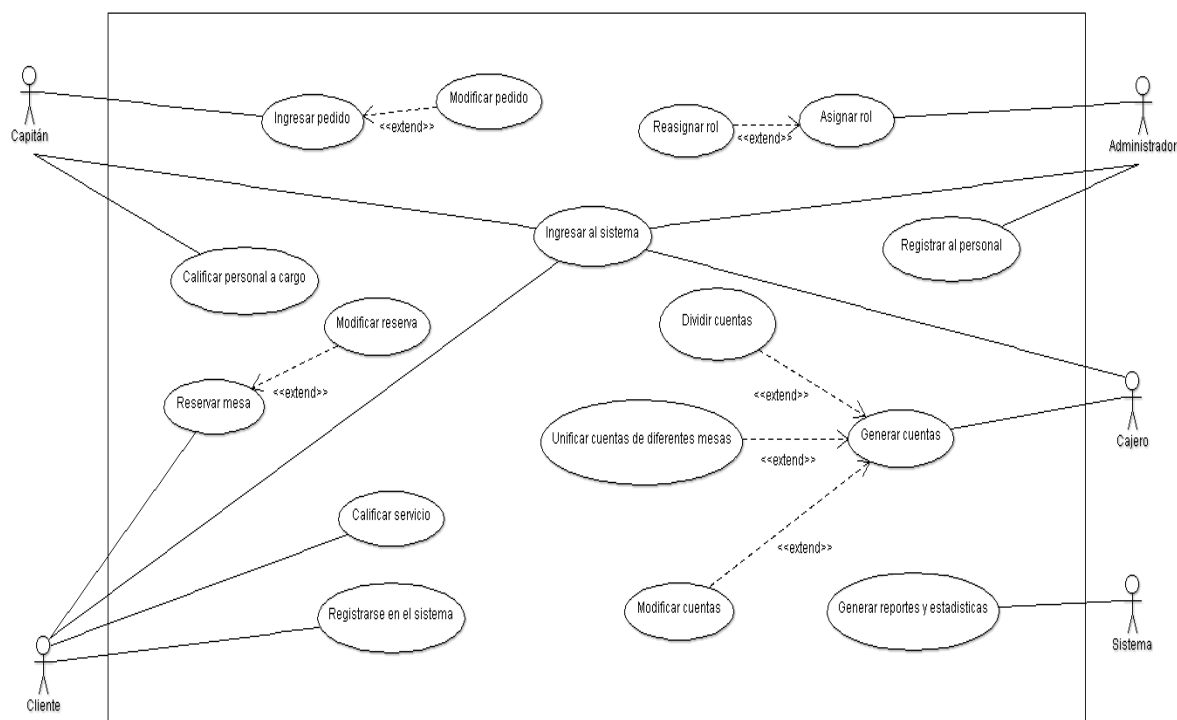 Capitán
Ingresar pedido
Modificar pedido
<<extend>>
Reasignar rol
<<extend>>
Asignar rol
Administrador
Ingresar al sistema
Registrar al personal
Calificar personal a cargo
Modificar reserva
<<extend>>
Reservar mesa
Dividir cuentas
<<extend>>
Unificar cuentas de diferentes mesas
<<extend>>
Generar cuentas
Cajero
Calificar servicio
<<extend>>
Modificar cuentas
Registrarse en el sistema
Generar reportes y estadisticas
Sistema
Cliente